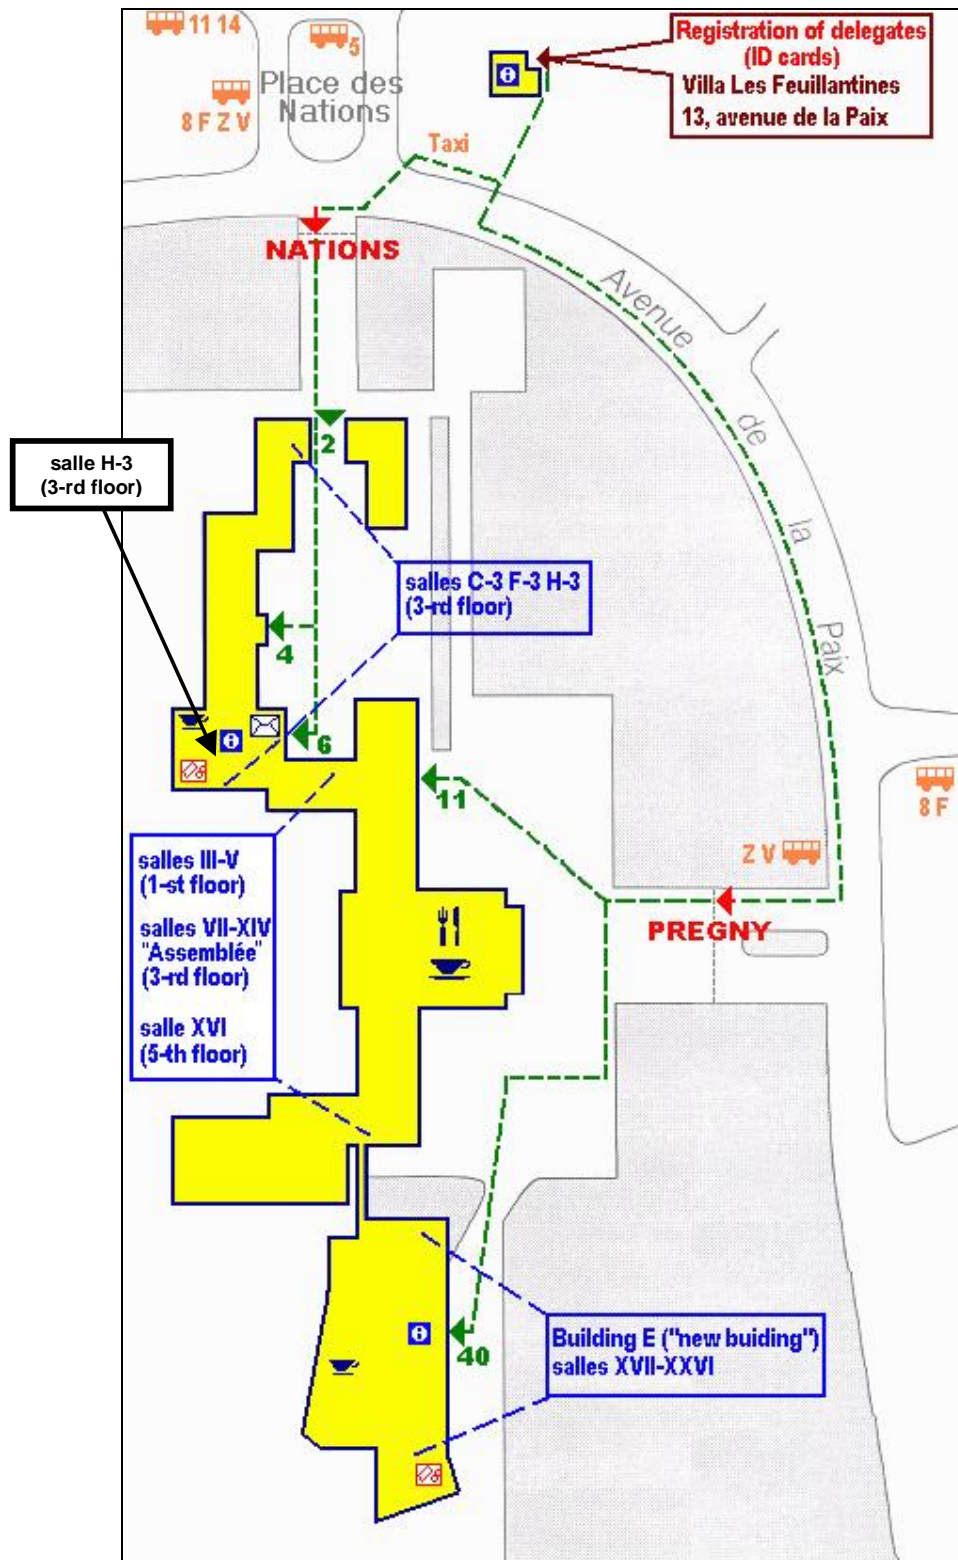 11 14
5
Place des
Nations
8 F Z V
Registration of delegates
(ID cards)
Villa Les Feuillantines
13, avenue de la Paix
Taxi
NATIONS
Avenue de la Paix
2
salle H-3
(3-rd floor)
salles C-3 F-3 H-3
(3-rd floor)
4
6
11
8 F
Z V
PREGNY
salles III-V
(1-st floor)
salles VII-XIV
"Assemblée"
(3-rd floor)
salle XVI
(5-th floor)
40
Building E ("new buiding")
salles XVII-XXVI